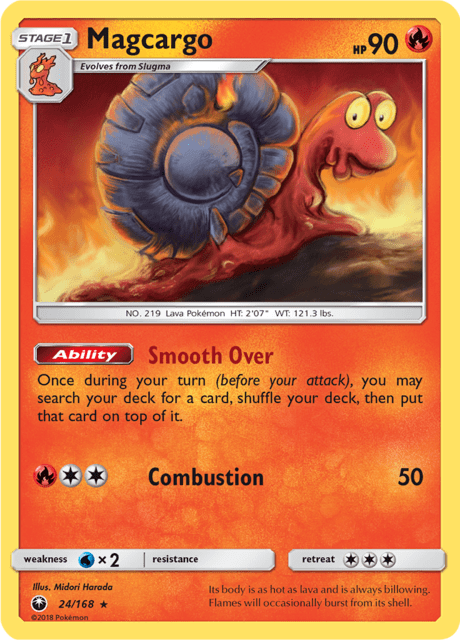 STAGE 1 Magcargo HP 90
Evolves from Slugma
NO. 219 Lava Pokémon HT: 2'07" WT: 121.3 lbs.
Ability Smooth Over
Once during your turn (before your attack), you may
search your deck for a card, shuffle your deck, then put
that card on top of it.
Combustion 50
weakness × 2 resistance retreat
Illus. Midori Harada
24/168 ★
©2018 Pokémon
Its body is as hot as lava and is always billowing.
Flames will occasionally burst from its shell.